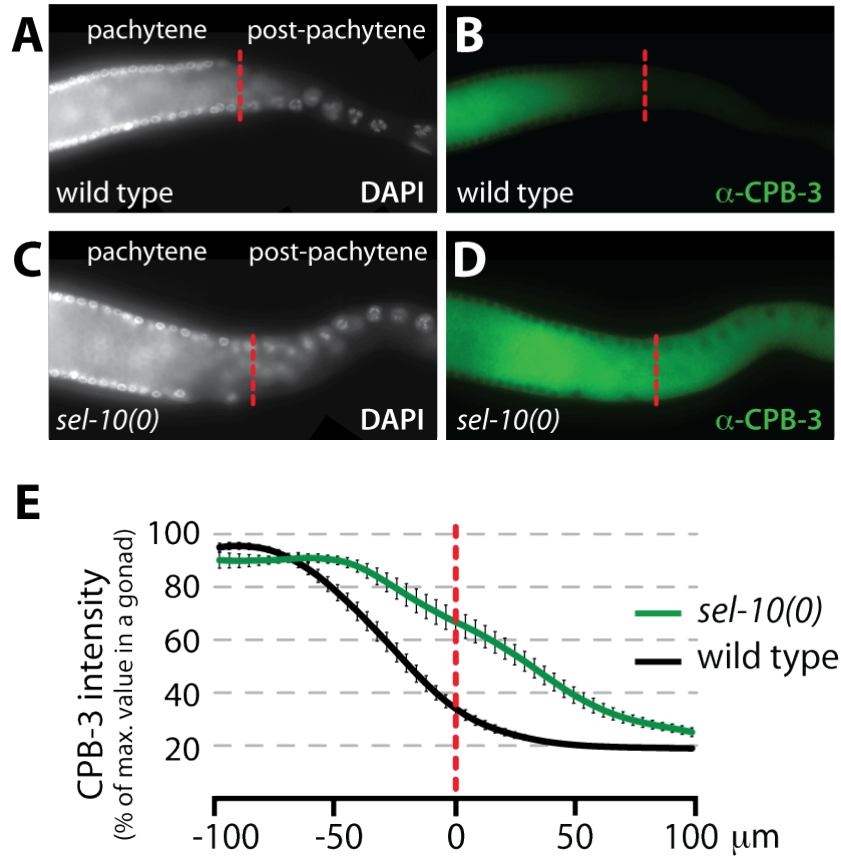 A
pachytene post-pachytene
wild type DAPI
B
wild type α-CPB-3
C
pachytene post-pachytene
sel-10(0) DAPI
D
sel-10(0) α-CPB-3
E
CPB-3 intensity
(% of max. value in a gonad)
100
80
60
40
20
sel-10(0)
wild type
-100 -50 0 50 100 μm